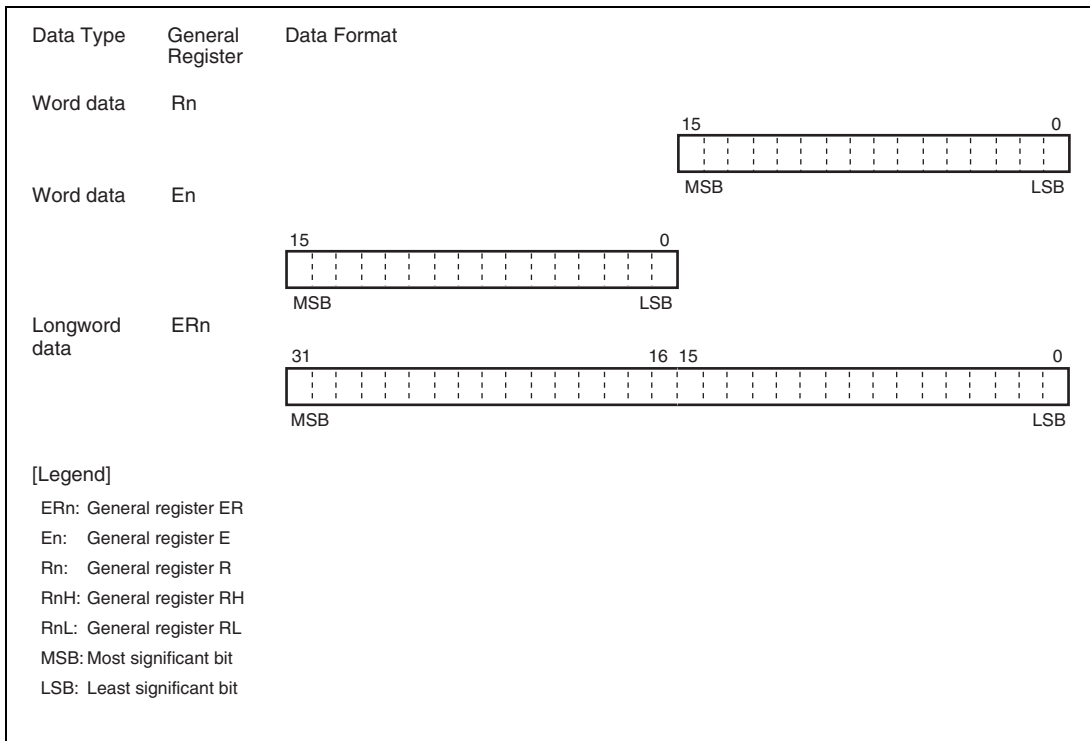 Data Type General Register Data Format
Word data Rn
15 0
MSB LSB
Word data En
15 0
MSB LSB
Longword data ERn
31 16 15 0
MSB LSB
[Legend]
ERn: General register ER
En: General register E
Rn: General register R
RnH: General register RH
RnL: General register RL
MSB: Most significant bit
LSB: Least significant bit